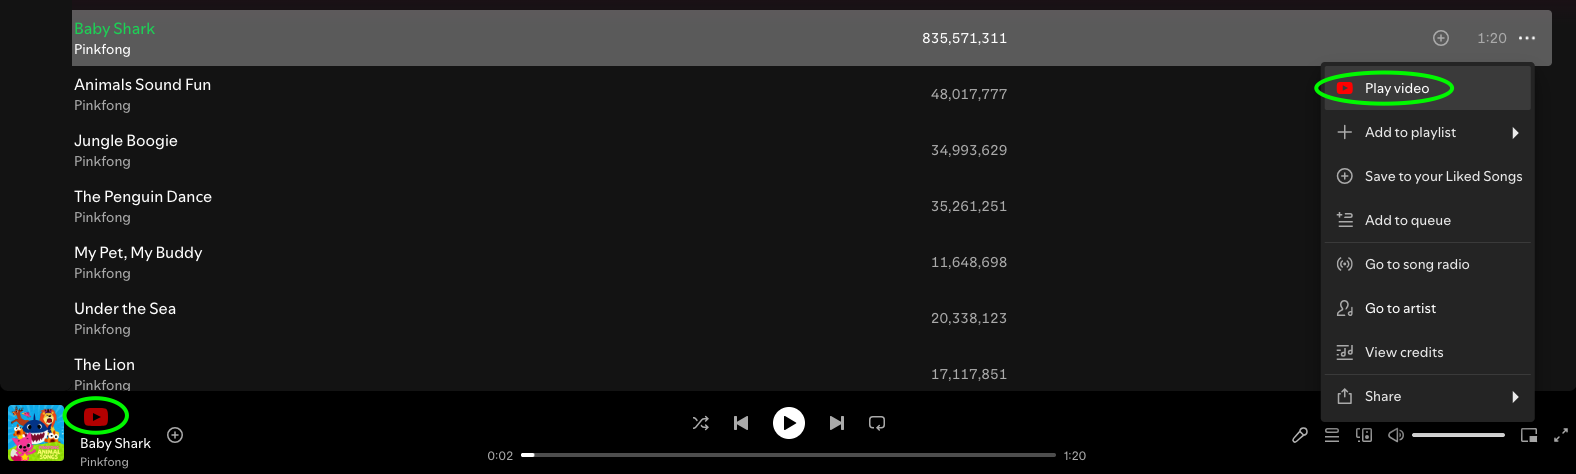 Baby Shark
Pinkfong
835,571,311
1:20
Animals Sound Fun
Pinkfong
48,017,777
Jungle Boogie
Pinkfong
34,993,629
The Penguin Dance
Pinkfong
35,261,251
My Pet, My Buddy
Pinkfong
11,648,698
Under the Sea
Pinkfong
20,338,123
The Lion
Pinkfong
17,117,851
Play video
Add to playlist
Save to your Liked Songs
Add to queue
Go to song radio
Go to artist
View credits
Share
ANIMAL
SONGS
Baby Shark
Pinkfong
0:02
1:20